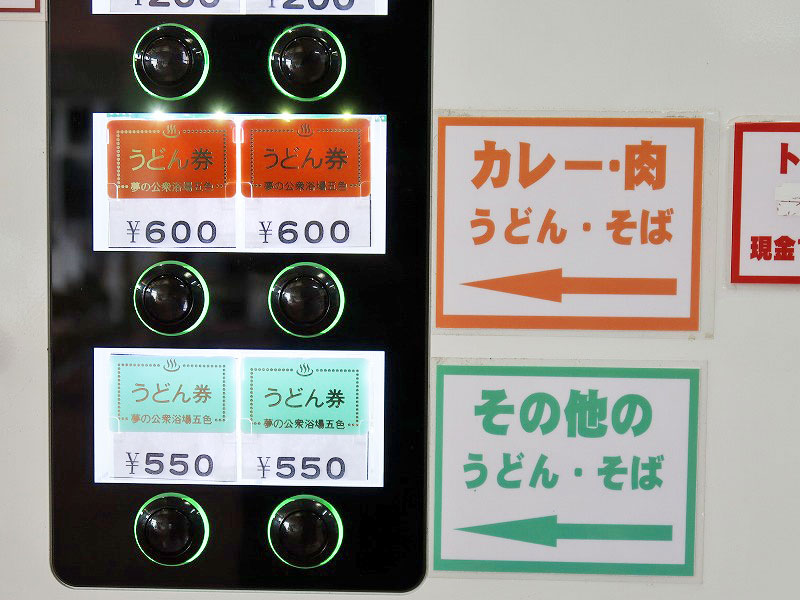 ¥200 ¥200
うどん券 うどん券
夢の公衆浴場五色 夢の公衆浴場五色
¥600 ¥600
うどん券 うどん券
夢の公衆浴場五色 夢の公衆浴場五色
¥550 ¥550
カレー・肉
うどん・そば
その他の
うどん・そば
ト
現金